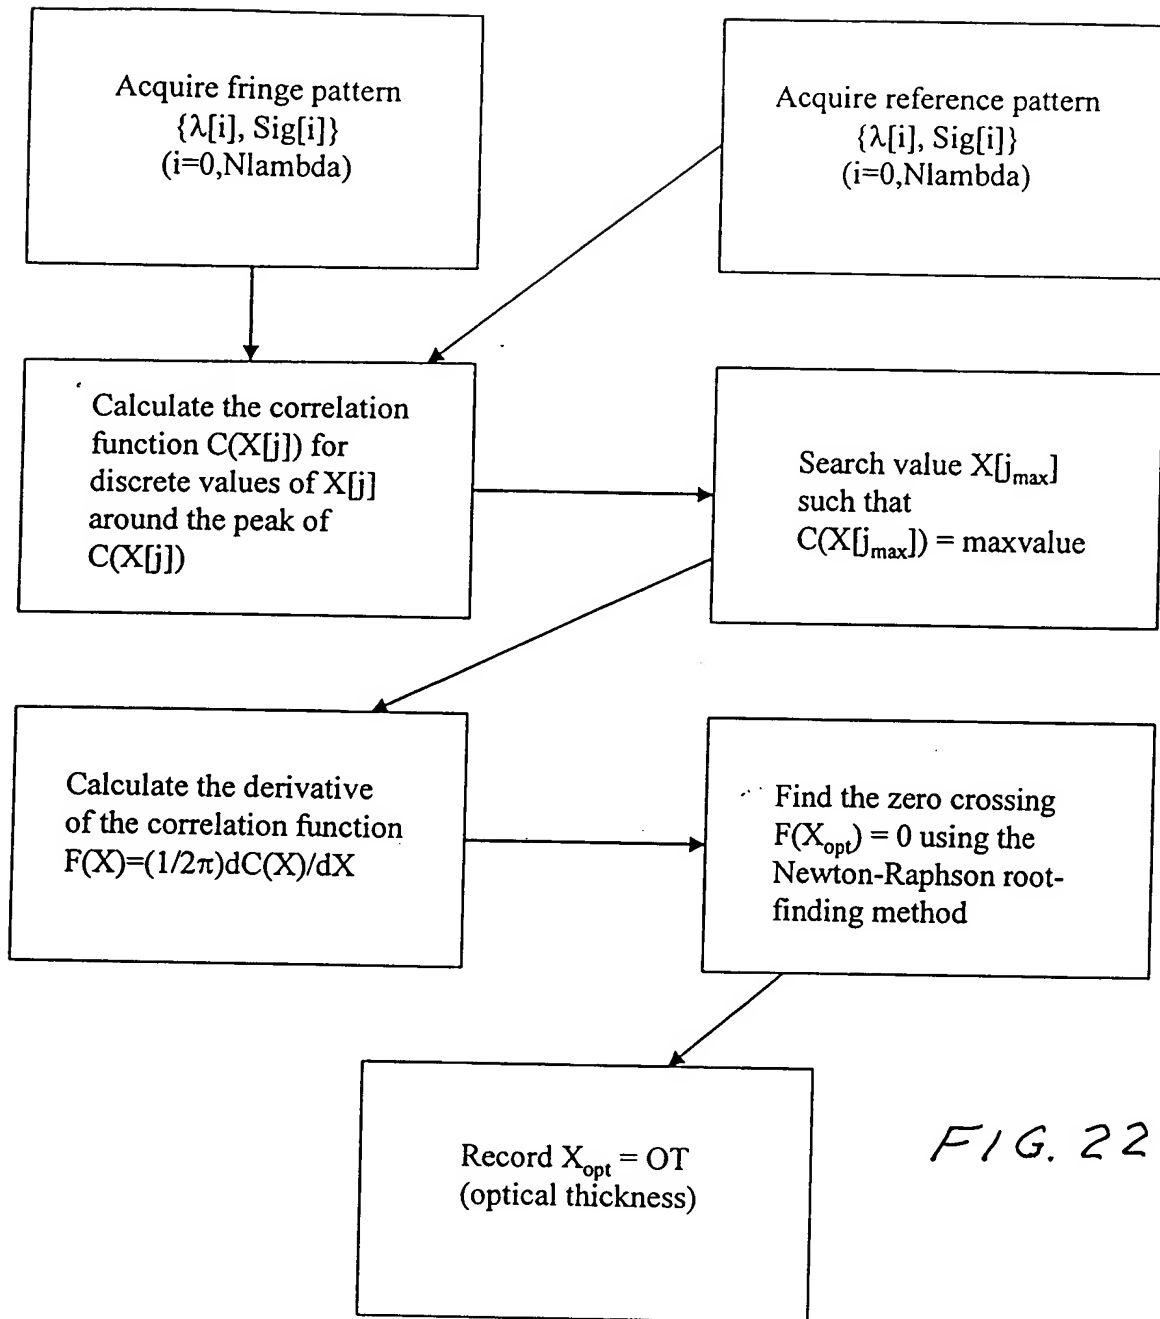 Acquire fringe pattern
{λ[i], Sig[i]}
(i=0,Nlambda)
Acquire reference pattern
{λ[i], Sig[i]}
(i=0,Nlambda)
Calculate the correlation
function C(X[j]) for
discrete values of X[j]
around the peak of
C(X[j])
Search value X[jmax]
such that
C(X[jmax]) = maxvalue
Calculate the derivative
of the correlation function
F(X)=(1/2π)dC(X)/dX
Find the zero crossing
F(Xopt) = 0 using the
Newton-Raphson root-
finding method
Record Xopt = OT
(optical thickness)
FIG. 22